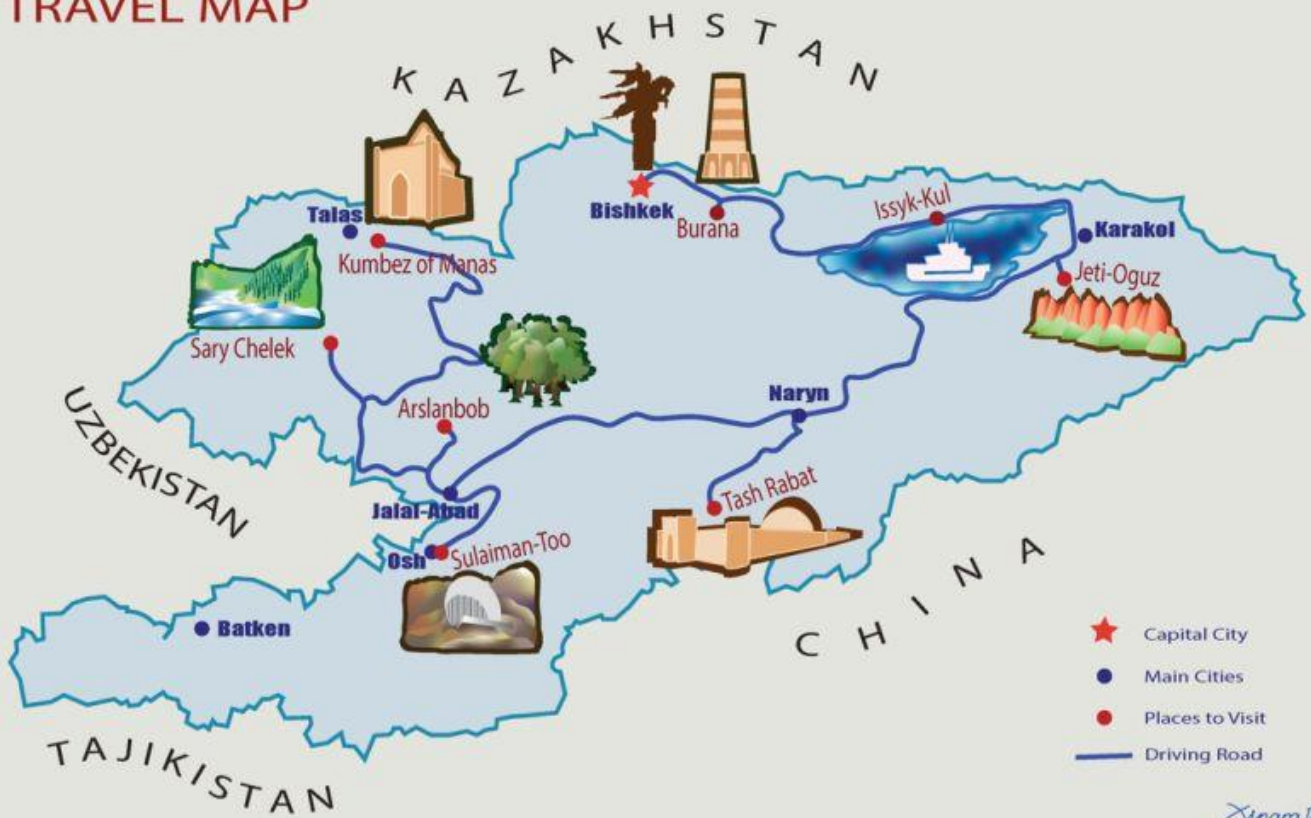 TRAVEL MAP
KAZAKHSTAN
Talas
Bishkek
Burana
Issyk-Kul
Karakol
Kumbez of Manas
Jeti-Oguz
Sary Chelek
Arslanbob
Naryn
UZBEKISTAN
Jalal-Abad
Tash Rabat
Osh
Sulaiman-Too
CHINA
Batken
TAJIKISTAN
Capital City
Main Cities
Places to Visit
Driving Road